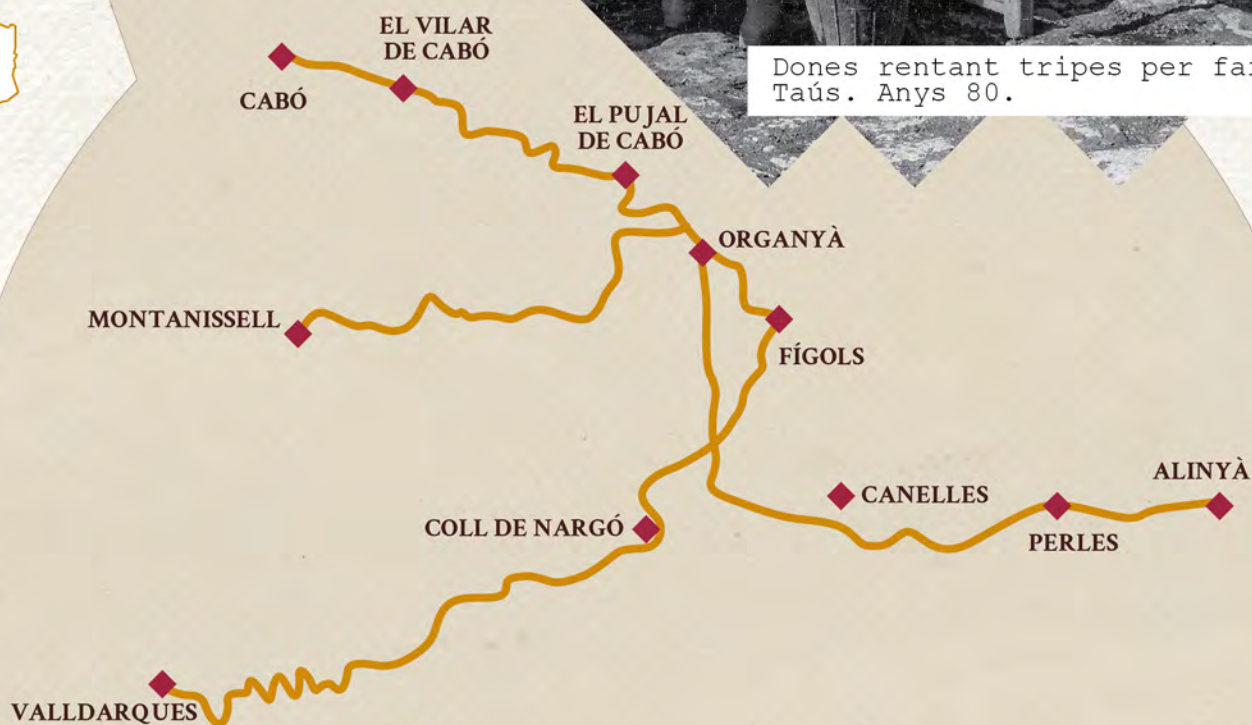 EL VILAR
DE CABÓ
CABÓ
Dones rentant tripes per
Taús. Anys 80.
EL PUJAL
DE CABÓ
ORGANYÀ
MONTANISSELL
FÍGOLS
ALINYÀ
CANELLES
COLL DE NARGÓ
PERLES
VALLDARQUES